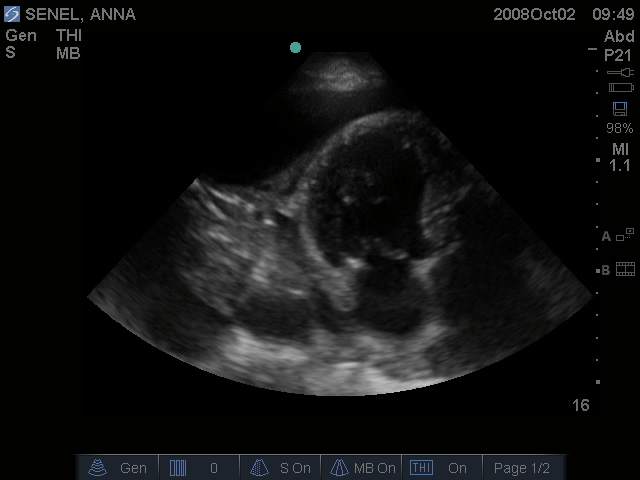 SENEL, ANNA 2008Oct02 09:49
Gen THI Abd
S MB P21
98%
MI
1.1
A
B
16
Gen 0 S On MB On THI On Page 1/2